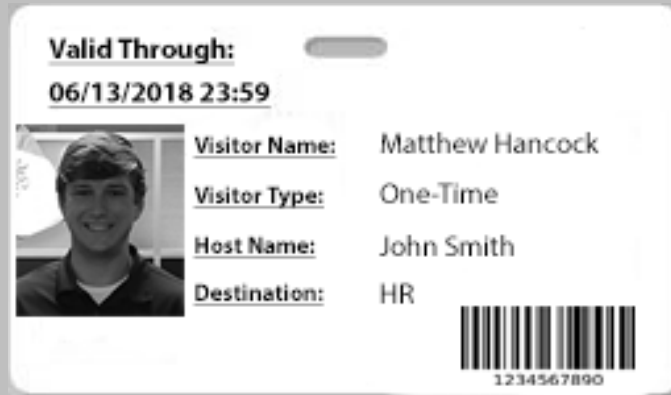 Valid Through:
06/13/2018 23:59
Visitor Name: Matthew Hancock
Visitor Type: One-Time
Host Name: John Smith
Destination: HR
1234567890